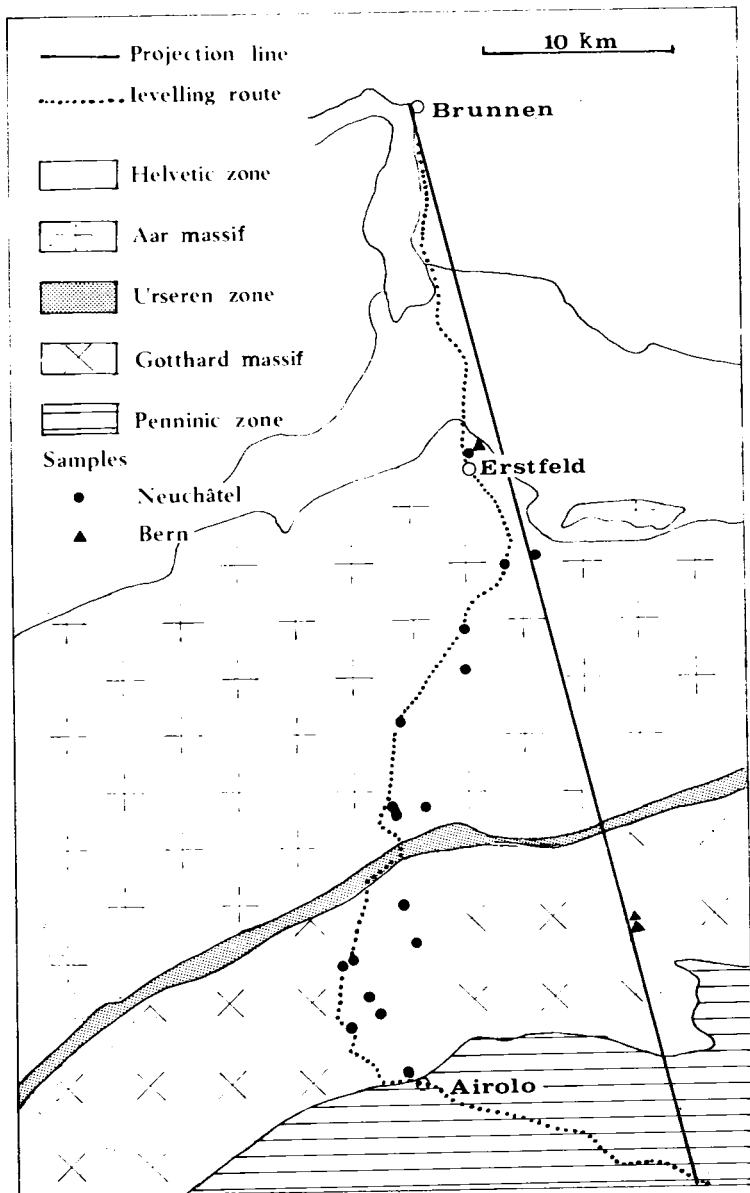 Projection line
levelling route
Helvetic zone
Aar massif
Urseren zone
Gotthard massif
Penninic zone
Samples
Neuchâtel
Bern
10 km
Brunnen
Erstfeld
Airolo